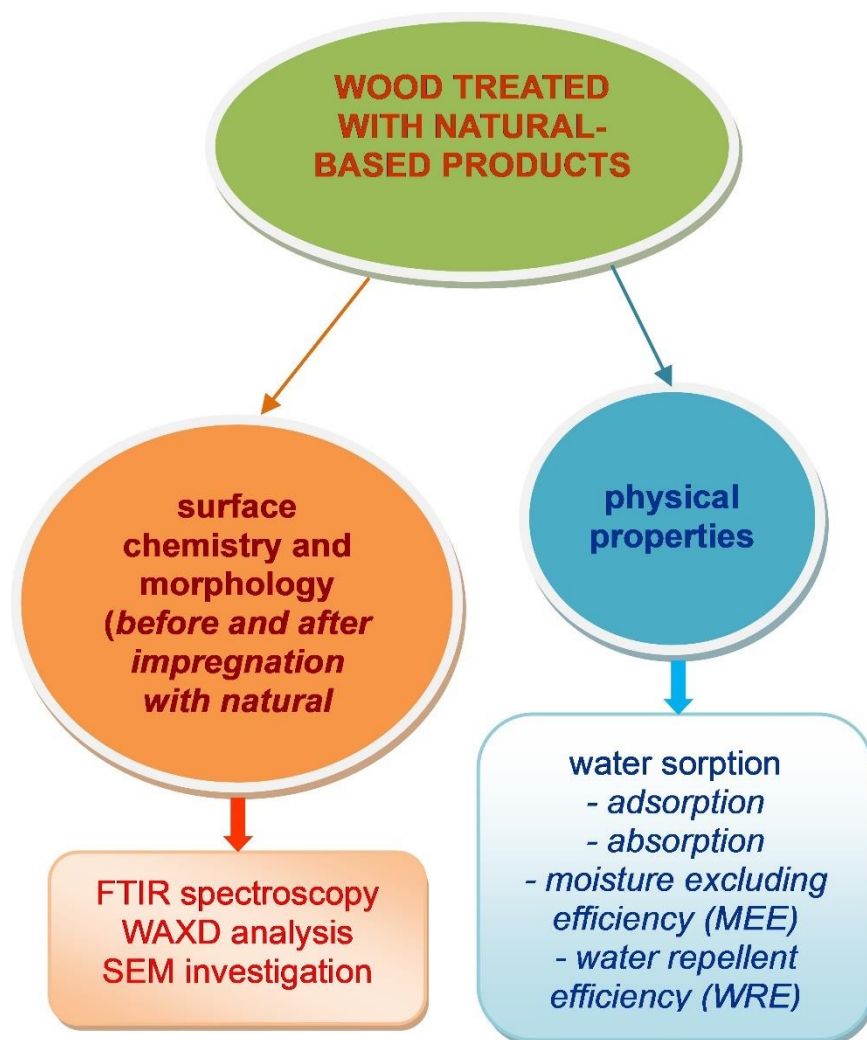 WOOD TREATED
WITH NATURAL-
BASED PRODUCTS
surface
chemistry and
morphology
(before and after
impregnation
with natural
physical
properties
FTIR spectroscopy
WAXD analysis
SEM investigation
water sorption
- adsorption
- absorption
- moisture excluding
efficiency (MEE)
- water repellent
efficiency (WRE)